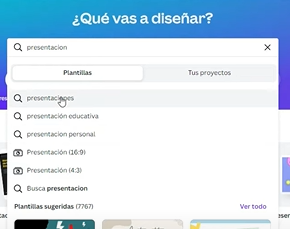 ¿Qué vas a diseñar?
presentacion
Plantillas
Tus proyectos
presentaciones
presentación educativa
presentacion personal
Presentación (16:9)
Presentación (4:3)
Busca presentacion
Plantillas sugeridas (7767)
Ver todo